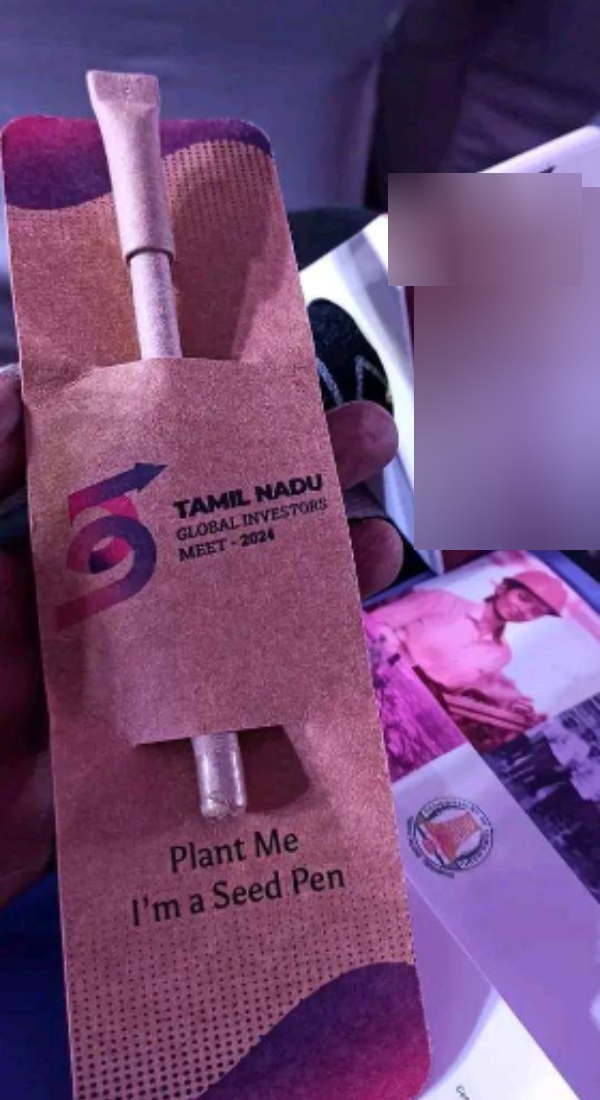 TAMIL NADU
GLOBAL INVESTORS
MEET - 2024
Plant Me
I'm a Seed Pen